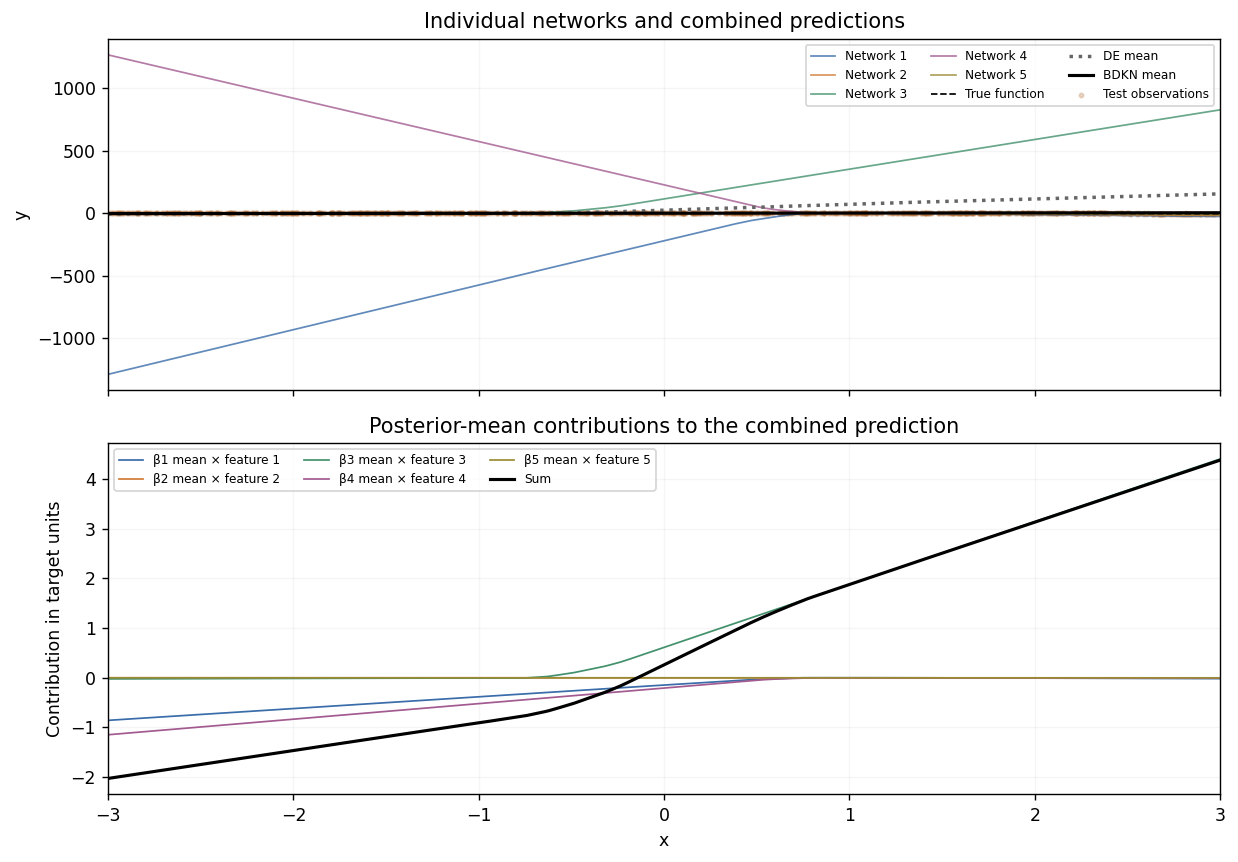 Individual networks and combined predictions
Network 1
Network 2
Network 3
Network 4
Network 5
True function
DE mean
BDKN mean
Test observations
y
1000
500
0
−500
−1000
Posterior-mean contributions to the combined prediction
β1 mean × feature 1
β2 mean × feature 2
β3 mean × feature 3
β4 mean × feature 4
β5 mean × feature 5
Sum
Contribution in target units
4
3
2
1
0
−1
−2
−3 −2 −1 0 1 2 3
x